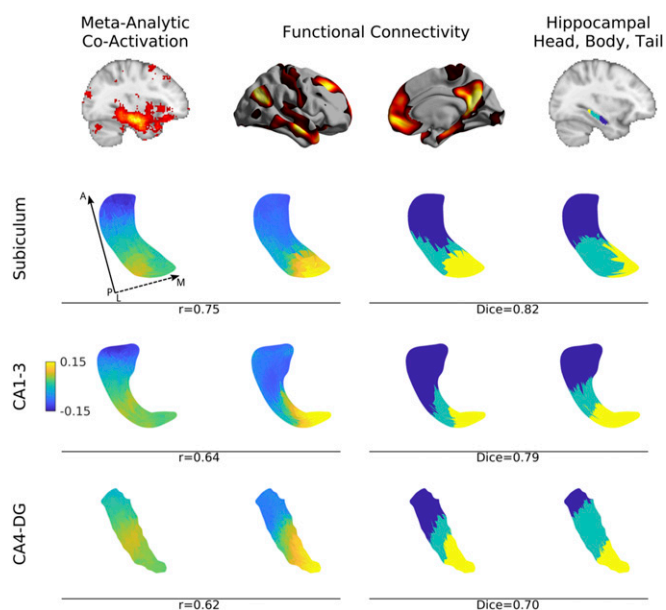 Meta-Analytic
Co-Activation
Functional Connectivity
Hippocampal
Head, Body, Tail
Subiculum
A
P
L
M
r=0.75
Dice=0.82
CA1-3
0.15
-0.15
r=0.64
Dice=0.79
CA4-DG
r=0.62
Dice=0.70